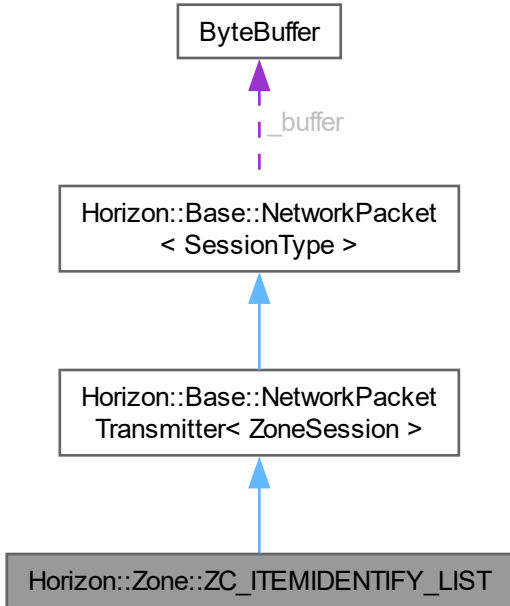 ByteBuffer
_buffer
Horizon::Base::NetworkPacket
< SessionType >
Horizon::Base::NetworkPacket
Transmitter< ZoneSession >
Horizon::Zone::ZC_ITEMIDENTIFY_LIST